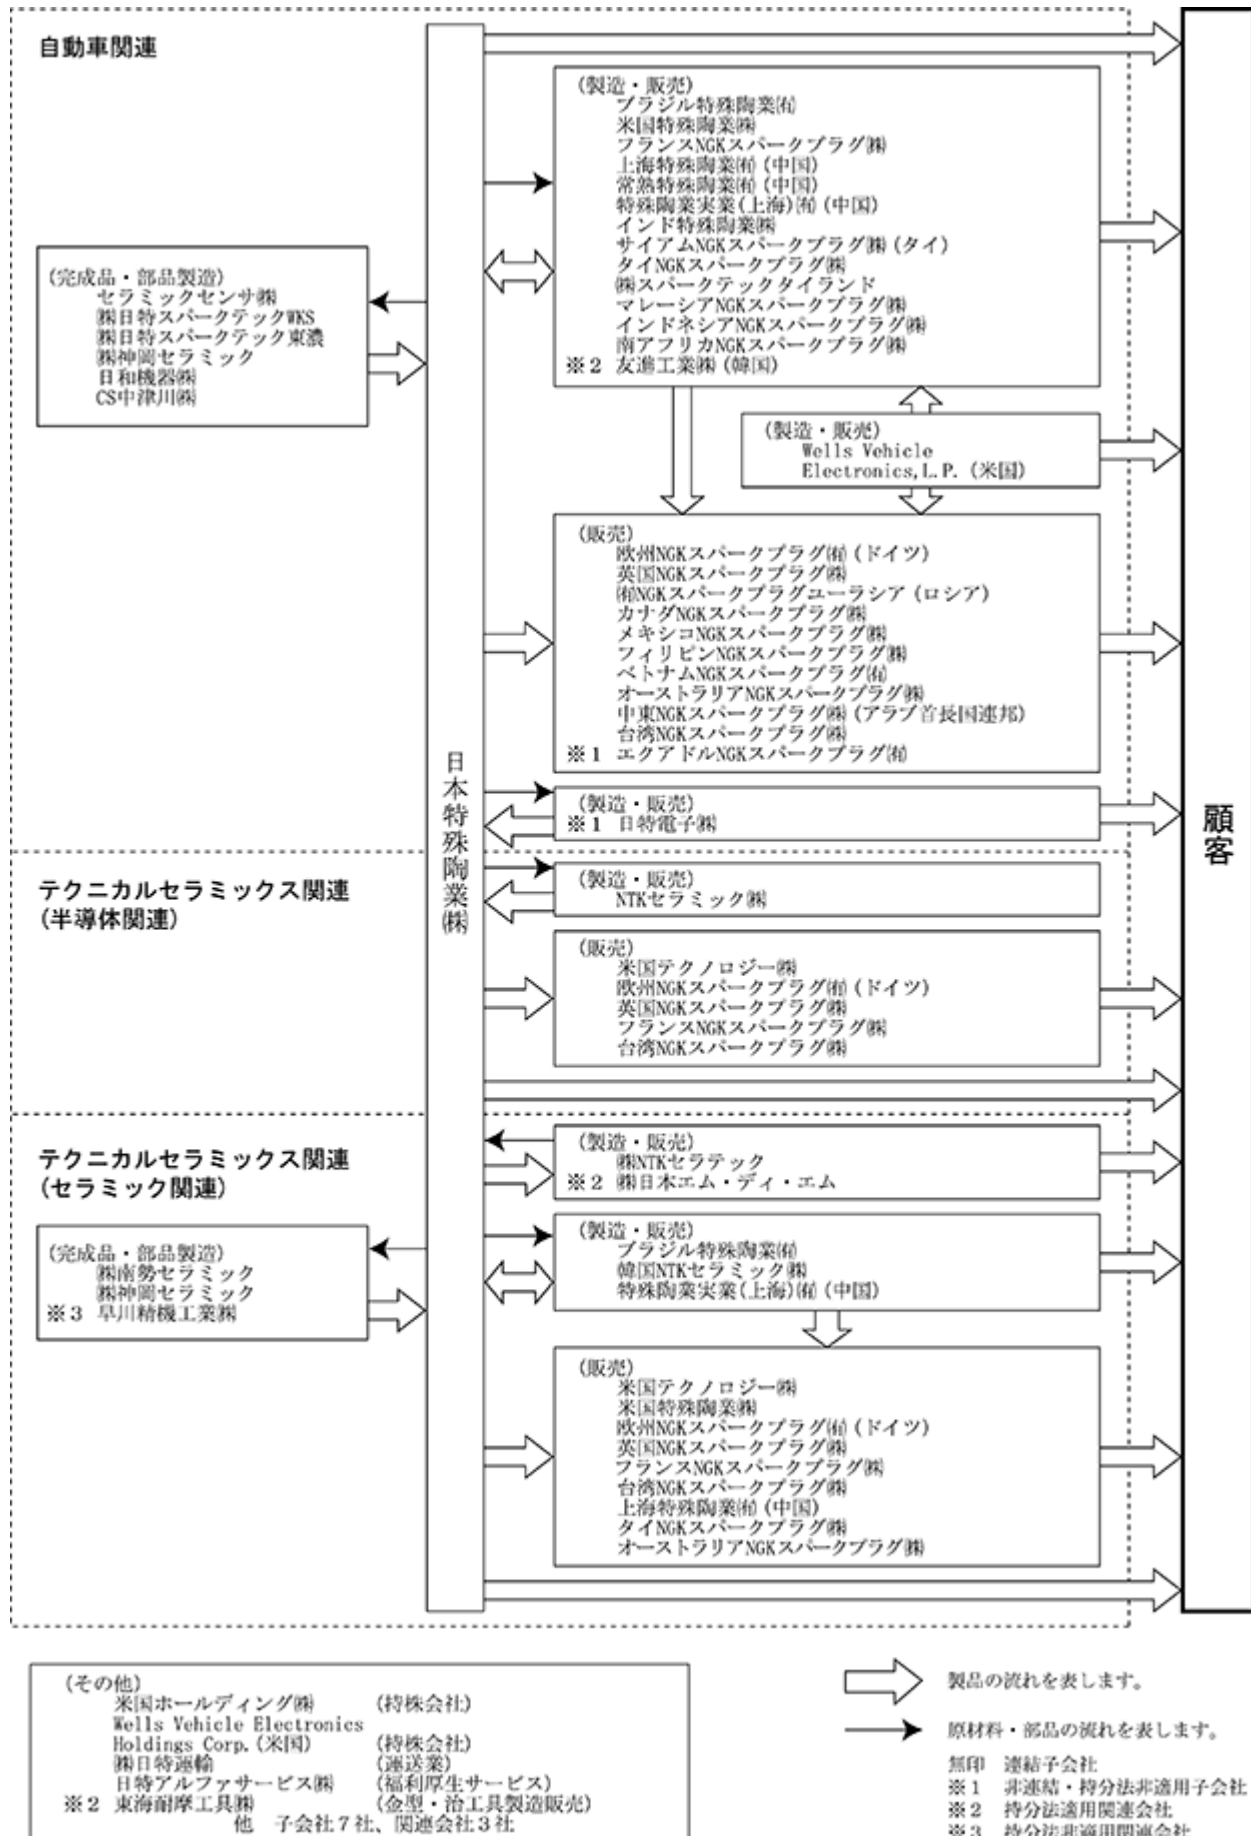 自動車関連
(製造・販売)
ブラジル特殊陶業㈲
米国特殊陶業㈱
フランスNGKスパークプラグ㈱
上海特殊陶業㈲(中国)
常熟特殊陶業㈲(中国)
特殊陶業実業(上海)㈲(中国)
インド特殊陶業㈱
サイアムNGKスパークプラグ㈱(タイ)
タイNGKスパークプラグ㈱
㈱スパークテックタイランド
マレーシアNGKスパークプラグ㈱
インドネシアNGKスパークプラグ㈱
南アフリカNGKスパークプラグ㈱
※2 友進工業㈱(韓国)
(完成品・部品製造)
セラミックセンサ㈱
㈱日特スパークテックWKS
㈱日特スパークテック東濃
㈱神岡セラミック
日和機器㈱
CS中津川㈱
(製造・販売)
Wells Vehicle
Electronics,L.P.(米国)
(販売)
欧州NGKスパークプラグ㈲(ドイツ)
英国NGKスパークプラグ㈱
㈲NGKスパークプラグユーラシア(ロシア)
カナダNGKスパークプラグ㈱
メキシコNGKスパークプラグ㈱
フィリピンNGKスパークプラグ㈱
ベトナムNGKスパークプラグ㈲
オーストラリアNGKスパークプラグ㈱
中東NGKスパークプラグ㈱(アラブ首長国連邦)
台湾NGKスパークプラグ㈱
※1 エクアドルNGKスパークプラグ㈲
(製造・販売)
※1 日特電子㈱
日本特殊陶業㈱
顧客
テクニカルセラミックス関連
(半導体関連)
(製造・販売)
NTKセラミック㈱
(販売)
米国テクノロジー㈱
欧州NGKスパークプラグ㈲(ドイツ)
英国NGKスパークプラグ㈱
フランスNGKスパークプラグ㈱
台湾NGKスパークプラグ㈱
テクニカルセラミックス関連
(セラミック関連)
(製造・販売)
㈱NTKセラテック
※2 ㈱日本エム・ディ・エム
(完成品・部品製造)
㈱南勢セラミック
㈱神岡セラミック
※3 早川精機工業㈱
(製造・販売)
ブラジル特殊陶業㈲
韓国NTKセラミック㈱
特殊陶業実業(上海)㈲(中国)
(販売)
米国テクノロジー㈱
米国特殊陶業㈱
欧州NGKスパークプラグ㈲(ドイツ)
英国NGKスパークプラグ㈱
フランスNGKスパークプラグ㈱
台湾NGKスパークプラグ㈱
上海特殊陶業㈲(中国)
タイNGKスパークプラグ㈱
オーストラリアNGKスパークプラグ㈱
(その他)
米国ホールディング㈱ (持株会社)
Wells Vehicle Electronics
Holdings Corp.(米国) (持株会社)
㈱日特運輸 (運送業)
日特アルファサービス㈱ (福利厚生サービス)
※2 東海耐摩工具㈱ (金型・治工具製造販売)
他 子会社7社、関連会社3社
製品の流れを表します。
原材料・部品の流れを表します。
無印 連結子会社
※1 非連結・持分法非適用子会社
※2 持分法適用関連会社
※3 持分法非適用関連会社